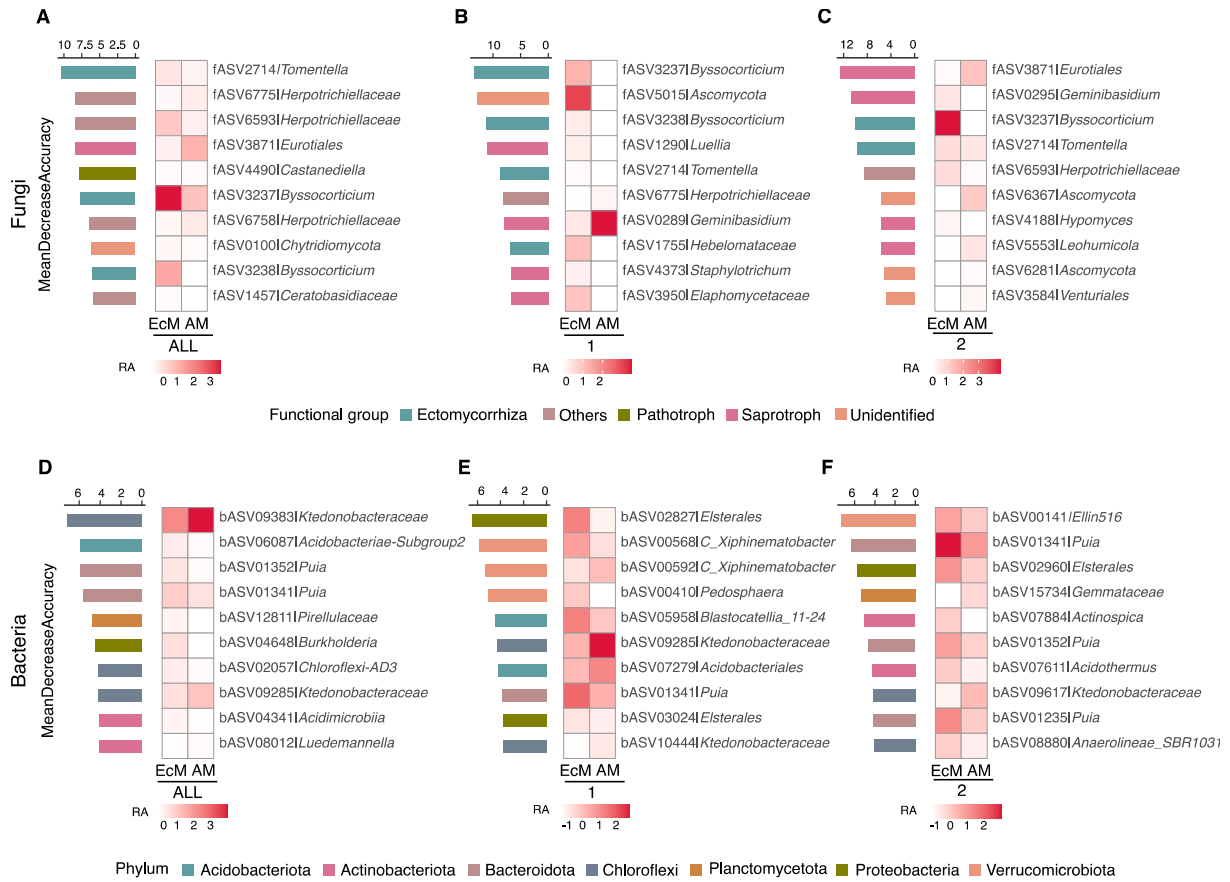 A
B
C
10 7.5 5 2.5 0
10 5 0
12 8 4 0
fASV2714|Tomentella
fASV6775|Herpotrichiellaceae
fASV6593|Herpotrichiellaceae
fASV3871|Eurotiales
fASV4490|Castanediella
fASV3237|Byssocorticium
fASV6758|Herpotrichiellaceae
fASV0100|Chytridiomycota
fASV3238|Byssocorticium
fASV1457|Ceratobasidiaceae
fASV3237|Byssocorticium
fASV5015|Ascomycota
fASV3238|Byssocorticium
fASV1290|Luellia
fASV2714|Tomentella
fASV6775|Herpotrichiellaceae
fASV0289|Geminibasidium
fASV1755|Hebelomataceae
fASV4373|Staphylotrichum
fASV3950|Elaphomycetaceae
fASV3871|Eurotiales
fASV0295|Geminibasidium
fASV3237|Byssocorticium
fASV2714|Tomentella
fASV6593|Herpotrichiellaceae
fASV6367|Ascomycota
fASV4188|Hypomyces
fASV5553|Leohumicola
fASV6281|Ascomycota
fASV3584|Venturiales
Fungi
MeanDecreaseAccuracy
EcM AM
ALL
RA
0 1 2 3
EcM AM
1
RA
0 1 2
EcM AM
2
RA
0 1 2 3
Functional group Ectomycorrhiza Others Pathotroph Saprotroph Unidentified
D
E
F
6 4 2 0
6 4 2 0
6 4 2 0
bASV09383|Ktedonobacteraceae
bASV06087|Acidobacteriae-Subgroup2
bASV01352|Puia
bASV01341|Puia
bASV12811|Pirellulaceae
bASV04648|Burkholderia
bASV02057|Chloroflexi-AD3
bASV09285|Ktedonobacteraceae
bASV04341|Acidimicrobiia
bASV08012|Luedemannella
bASV02827|Elsterales
bASV00568|C_Xiphinematobacter
bASV00592|C_Xiphinematobacter
bASV00410|Pedosphaera
bASV05958|Blastocatellia_11-24
bASV09285|Ktedonobacteraceae
bASV07279|Acidobacteriales
bASV01341|Puia
bASV03024|Elsterales
bASV10444|Ktedonobacteraceae
bASV00141|Ellin516
bASV01341|Puia
bASV02960|Elsterales
bASV15734|Gemmataceae
bASV07884|Actinospica
bASV01352|Puia
bASV07611|Acidothermus
bASV09617|Ktedonobacteraceae
bASV01235|Puia
bASV08880|Anaerolineae_SBR1031
Bacteria
MeanDecreaseAccuracy
EcM AM
ALL
RA
0 1 2 3
EcM AM
1
RA
-1 0 1 2
EcM AM
2
RA
-1 0 1 2
Phylum Acidobacteriota Actinobacteriota Bacteroidota Chloroflexi Planctomycetota Proteobacteria Verrucomicrobiota